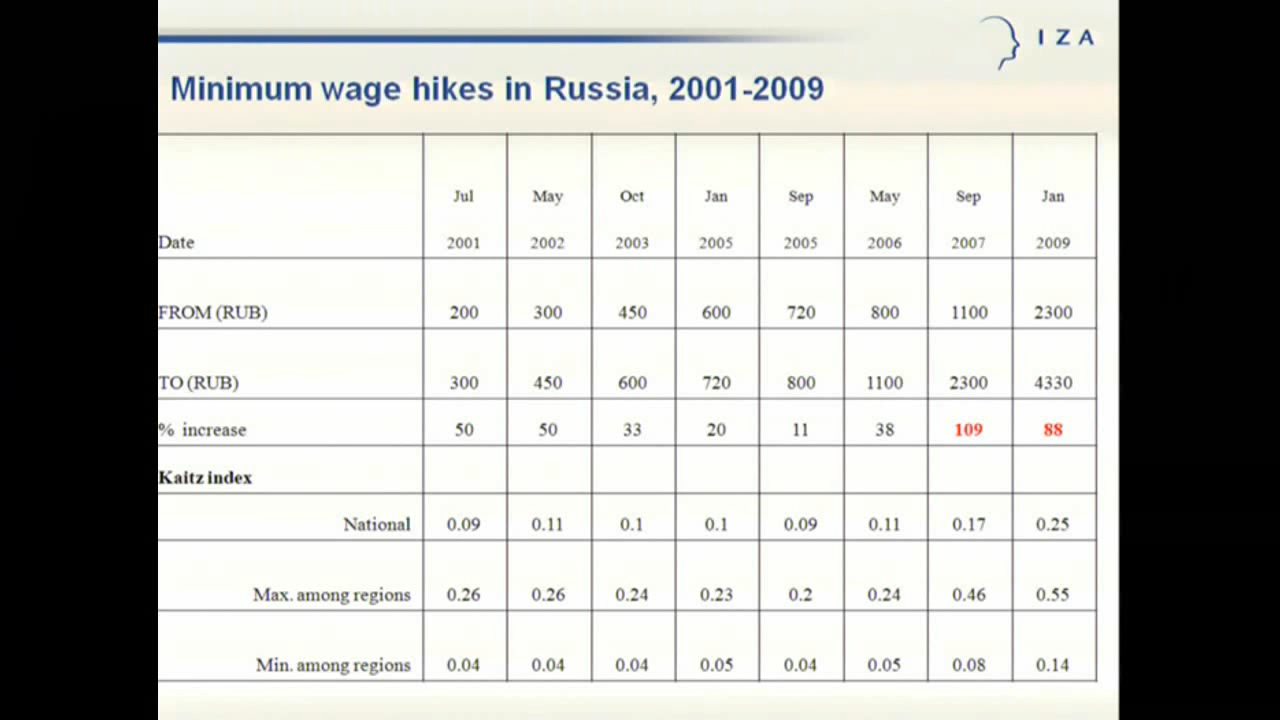 I Z A
Minimum wage hikes in Russia, 2001-2009
Jul May Oct Jan Sep May Sep Jan
Date 2001 2002 2003 2005 2005 2006 2007 2009
FROM (RUB) 200 300 450 600 720 800 1100 2300
TO (RUB) 300 450 600 720 800 1100 2300 4330
% increase 50 50 33 20 11 38 109 88
Kaitz index
National 0.09 0.11 0.1 0.1 0.09 0.11 0.17 0.25
Max. among regions 0.26 0.26 0.24 0.23 0.2 0.24 0.46 0.55
Min. among regions 0.04 0.04 0.04 0.05 0.04 0.05 0.08 0.14